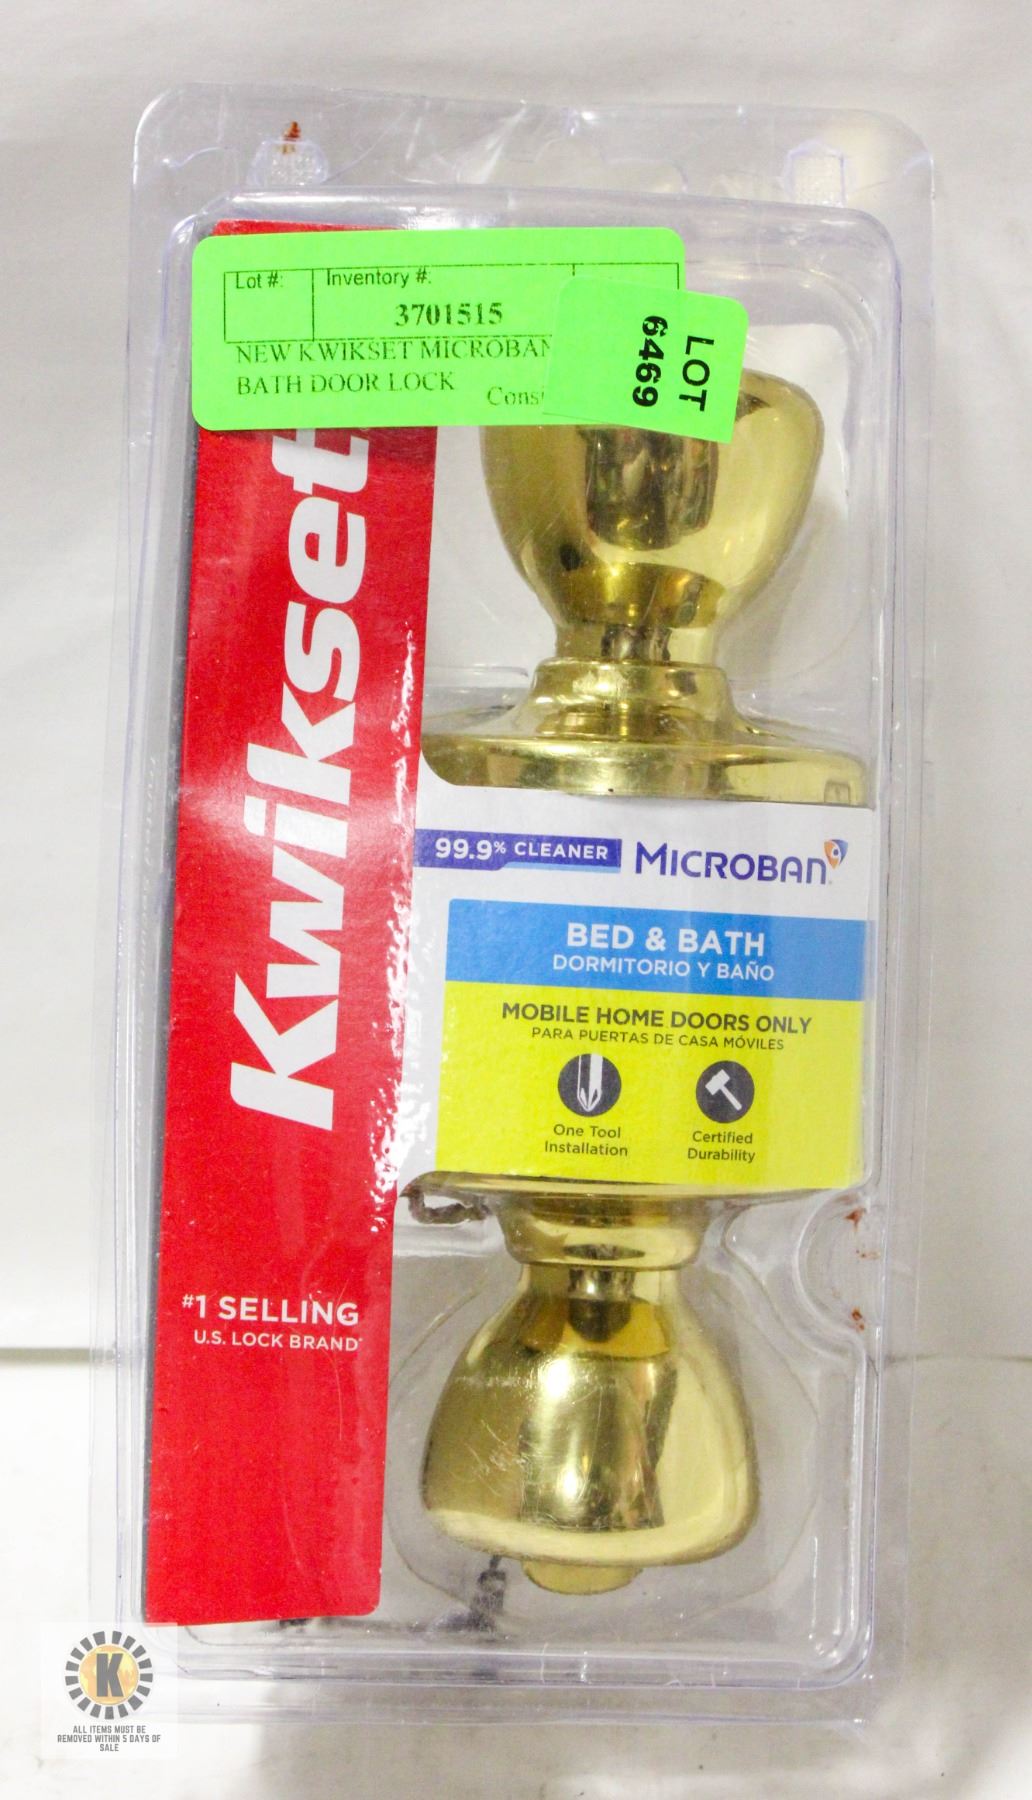 Lot #:
Inventory #:
3701515
NEW KWIKSET MICROBAN
BATH DOOR LOCK
LOT
6469
Kwikset
99.9% CLEANER
MICROBAN
BED & BATH
DORMITORIO Y BAÑO
MOBILE HOME DOORS ONLY
PARA PUERTAS DE CASA MÓVILES
One Tool
Installation
Certified
Durability
#1 SELLING
U.S. LOCK BRAND*
K
ALL ITEMS MUST BE
REMOVED WITHIN 5 DAYS OF
SALE